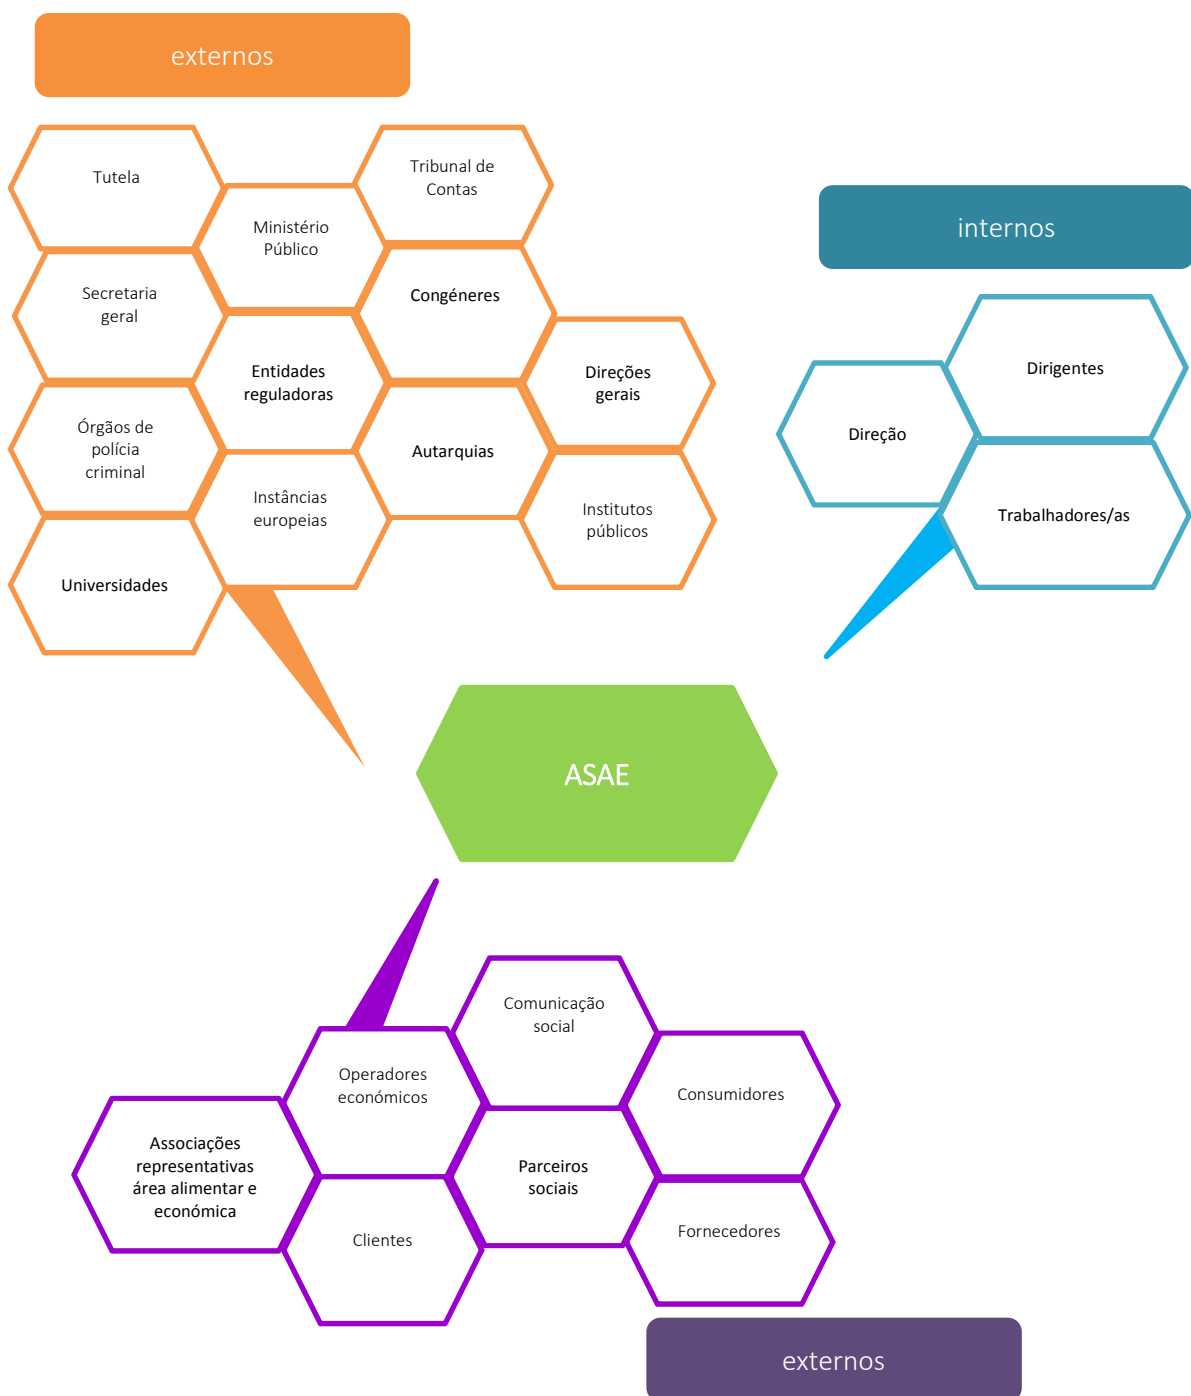 externos
Tutela
Tribunal de
Contas
Ministério
Público
internos
Secretaria
geral
Congéneres
Entidades
reguladoras
Direções
gerais
Dirigentes
Órgãos de
polícia
criminal
Autarquias
Direção
Instâncias
europeias
Institutos
públicos
Trabalhadores/as
Universidades
ASAE
Comunicação
social
Operadores
económicos
Consumidores
Associações
representativas
área alimentar e
económica
Parceiros
sociais
Clientes
Fornecedores
externos